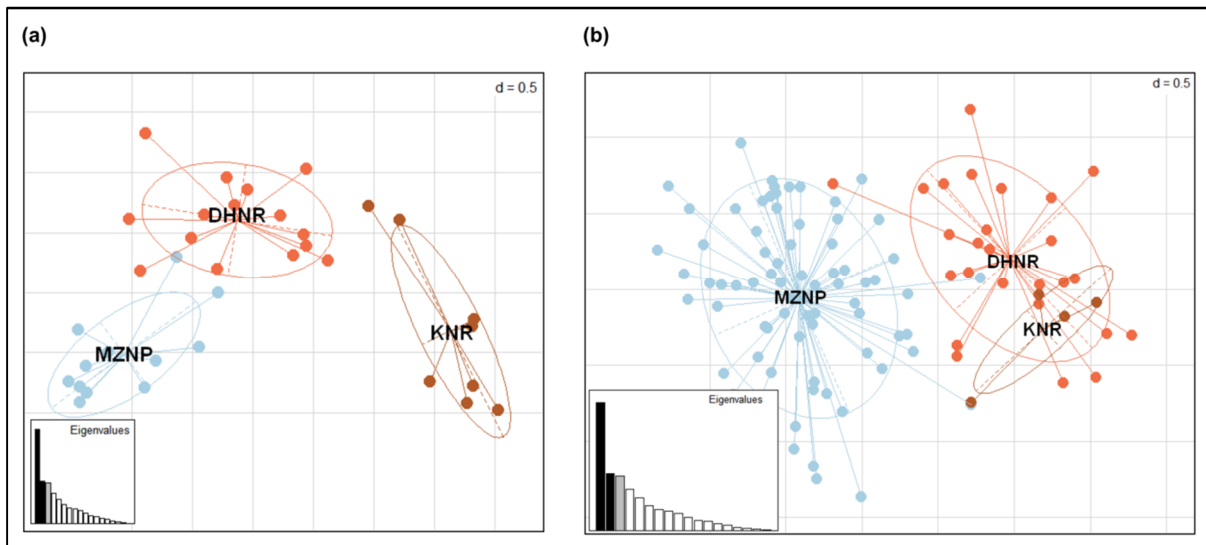 (a)
(b)
d = 0.5
DHNR
MZNP
KNR
Eigenvalues
d = 0.5
MZNP
DHNR
KNR
Eigenvalues